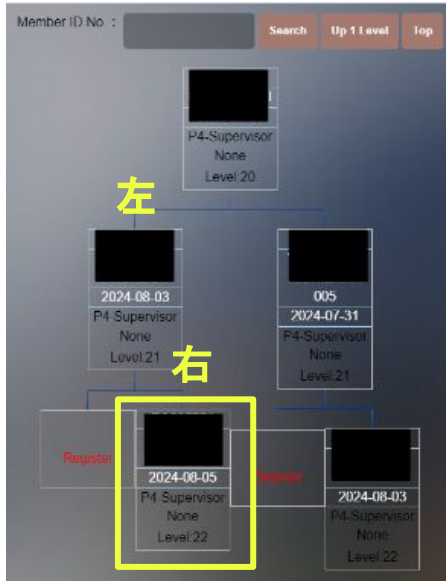 Member ID No :
Search
Up 1 Level
Top
P4-Supervisor
None
Level:20
左
2024-08-03
P4-Supervisor
None
Level:21
005
2024-07-31
P4-Supervisor
None
Level:21
右
Register
2024-08-05
P4-Supervisor
None
Level:22
Register
2024-08-03
P4-Supervisor
None
Level:22